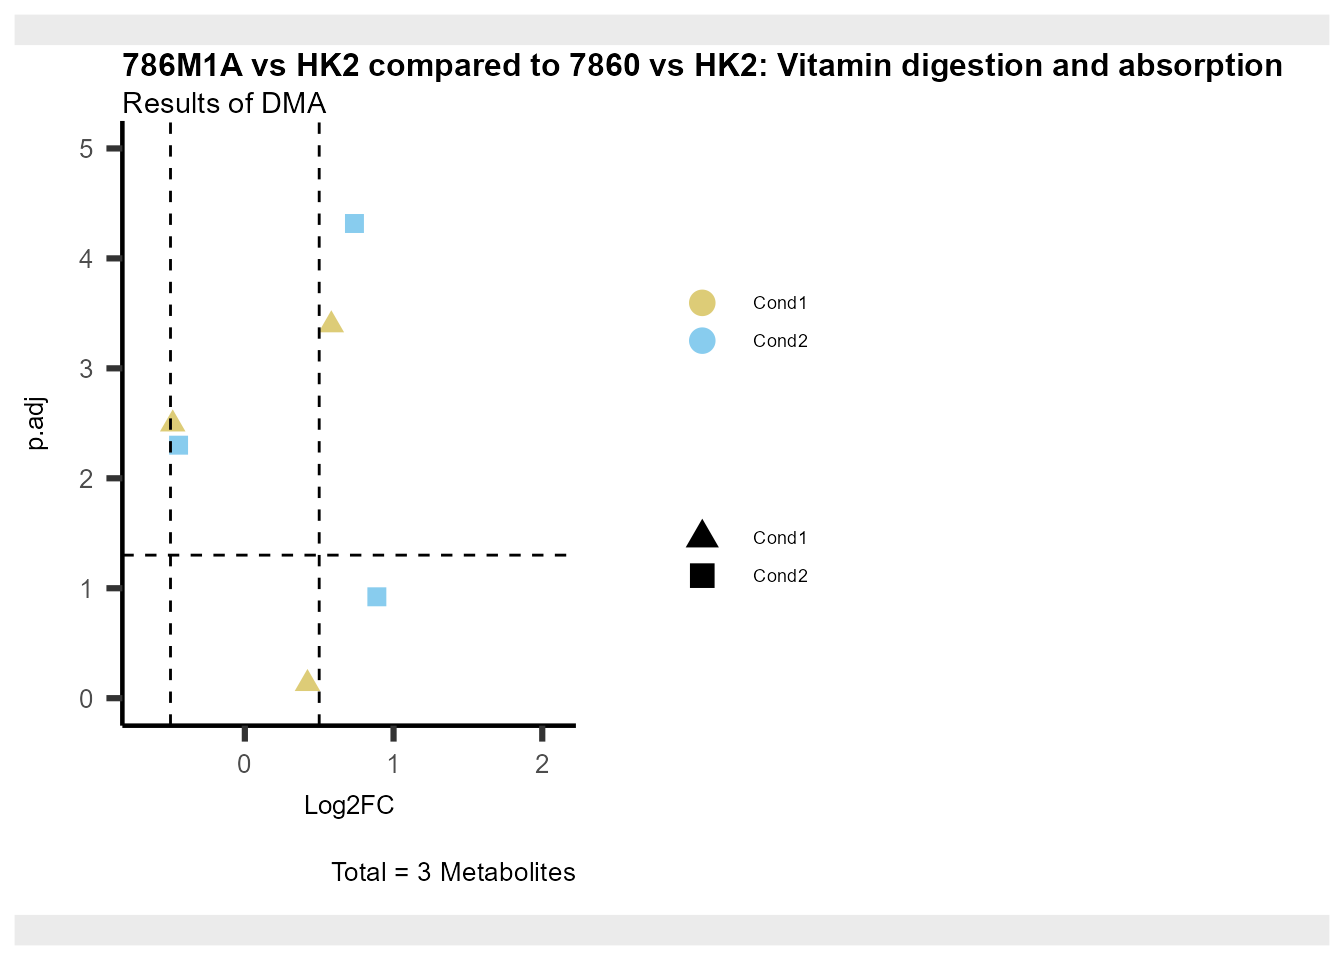 786M1A vs HK2 compared to 7860 vs HK2: Vitamin digestion and absorption
Results of DMA
5
4
3
2
1
0
p.adj
0 1 2
Log2FC
Total = 3 Metabolites
Cond1
Cond2
Cond1
Cond2